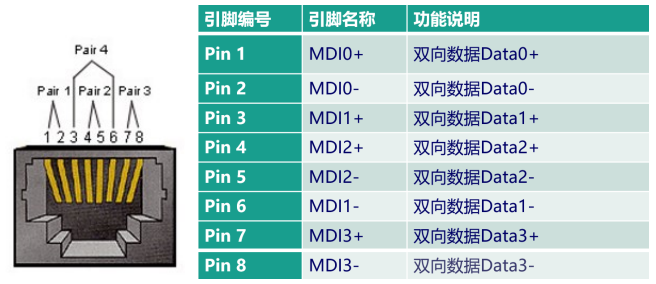 Pair 4
Pair 1 Pair 2 Pair 3
1 2 3 4 5 6 7 8
引脚编号 引脚名称 功能说明
Pin 1 MDI0+ 双向数据Data0+
Pin 2 MDI0- 双向数据Data0-
Pin 3 MDI1+ 双向数据Data1+
Pin 4 MDI2+ 双向数据Data2+
Pin 5 MDI2- 双向数据Data2-
Pin 6 MDI1- 双向数据Data1-
Pin 7 MDI3+ 双向数据Data3+
Pin 8 MDI3- 双向数据Data3-